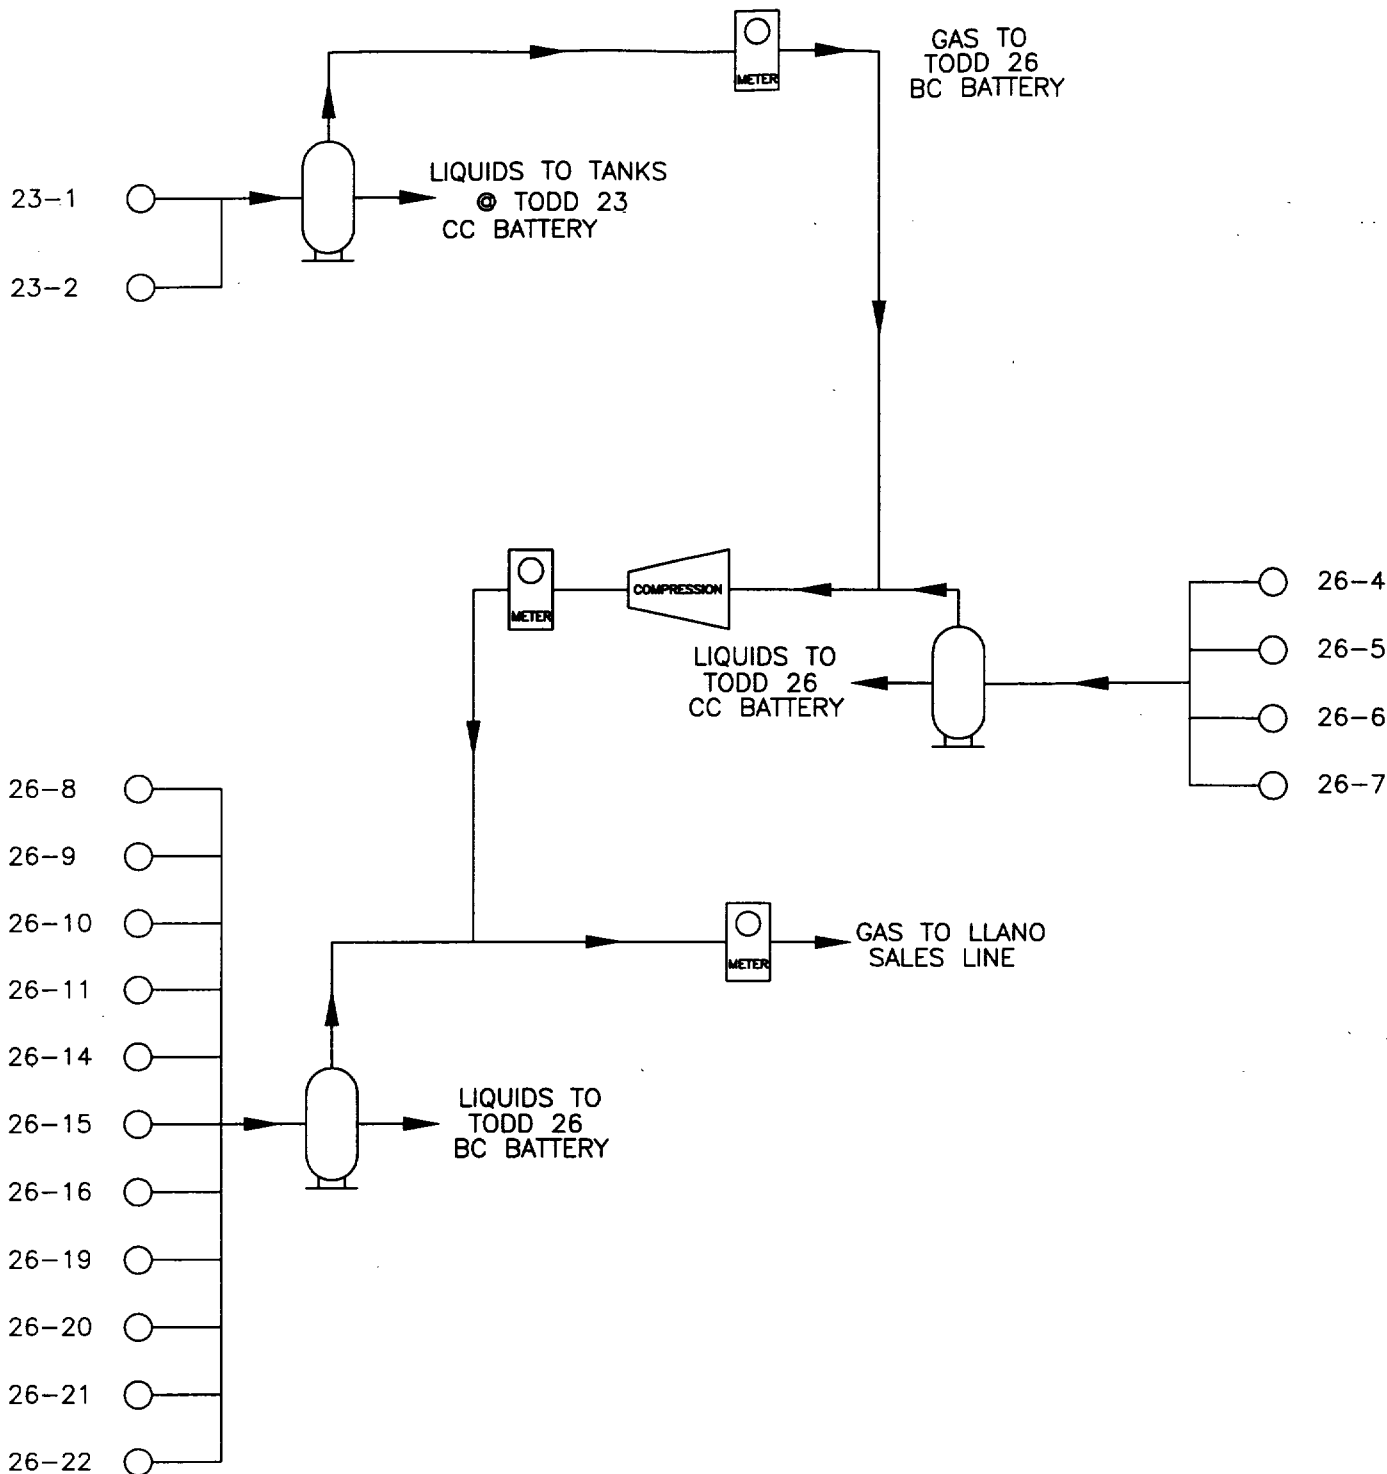 METER
GAS TO
TODD 26
BC BATTERY
LIQUIDS TO TANKS
@ TODD 23
CC BATTERY
23-1
23-2
METER
COMPRESSION
LIQUIDS TO
TODD 26
CC BATTERY
26-4
26-5
26-6
26-7
26-8
26-9
26-10
26-11
26-14
26-15
26-16
26-19
26-20
26-21
26-22
METER
GAS TO LLANO
SALES LINE
LIQUIDS TO
TODD 26
BC BATTERY